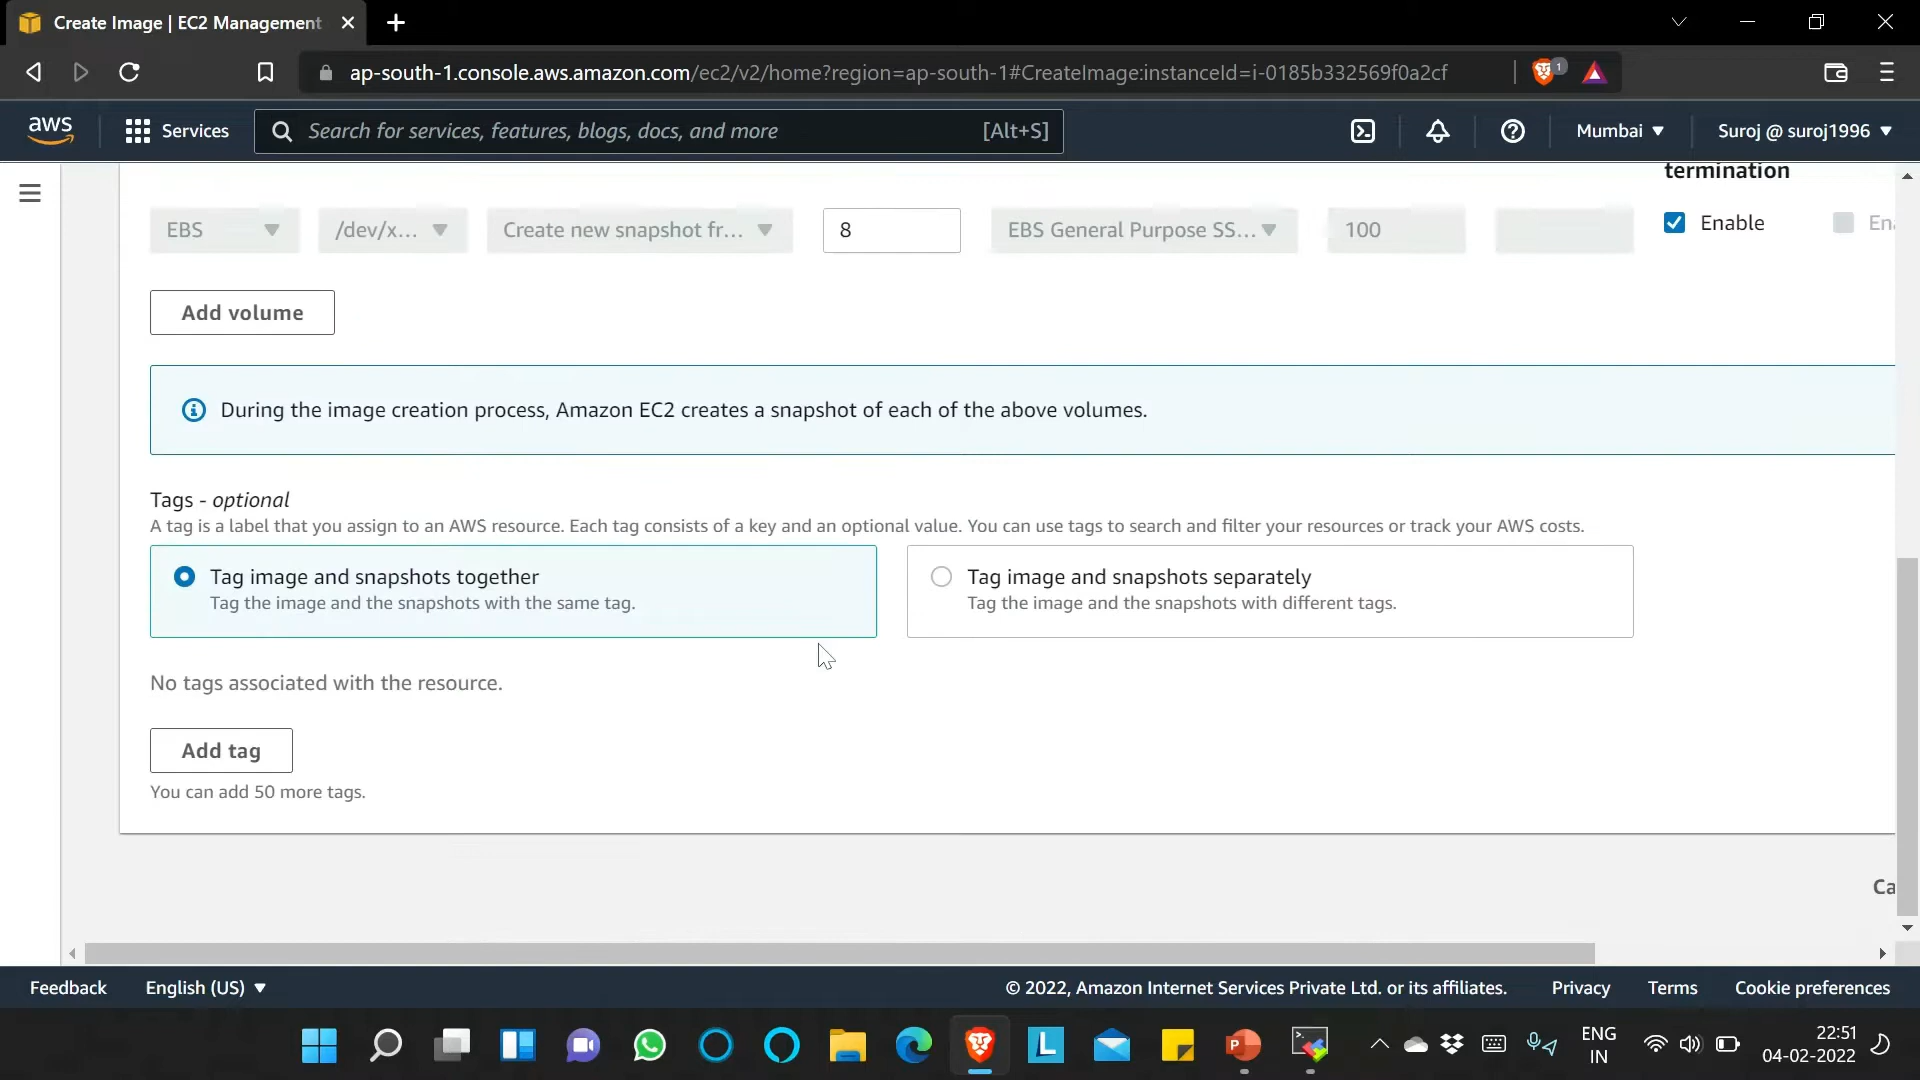 Create Image | EC2 Management
ap-south-1.console.aws.amazon.com/ec2/v2/home?region=ap-south-1#CreateImage:instanceId=i-0185b332569f0a2cf
1
aws
Services
Search for services, features, blogs, docs, and more
[Alt+S]
Mumbai
Suroj @ suroj1996
termination
EBS
/dev/x...
Create new snapshot fr...
8
EBS General Purpose SS...
100
Enable
Ena
Add volume
During the image creation process, Amazon EC2 creates a snapshot of each of the above volumes.
Tags - optional
A tag is a label that you assign to an AWS resource. Each tag consists of a key and an optional value. You can use tags to search and filter your resources or track your AWS costs.
Tag image and snapshots together
Tag the image and the snapshots with the same tag.
Tag image and snapshots separately
Tag the image and the snapshots with different tags.
No tags associated with the resource.
Add tag
You can add 50 more tags.
Ca
Feedback
English (US)
© 2022, Amazon Internet Services Private Ltd. or its affiliates.
Privacy
Terms
Cookie preferences
L
P
ENG
IN
22:51
04-02-2022